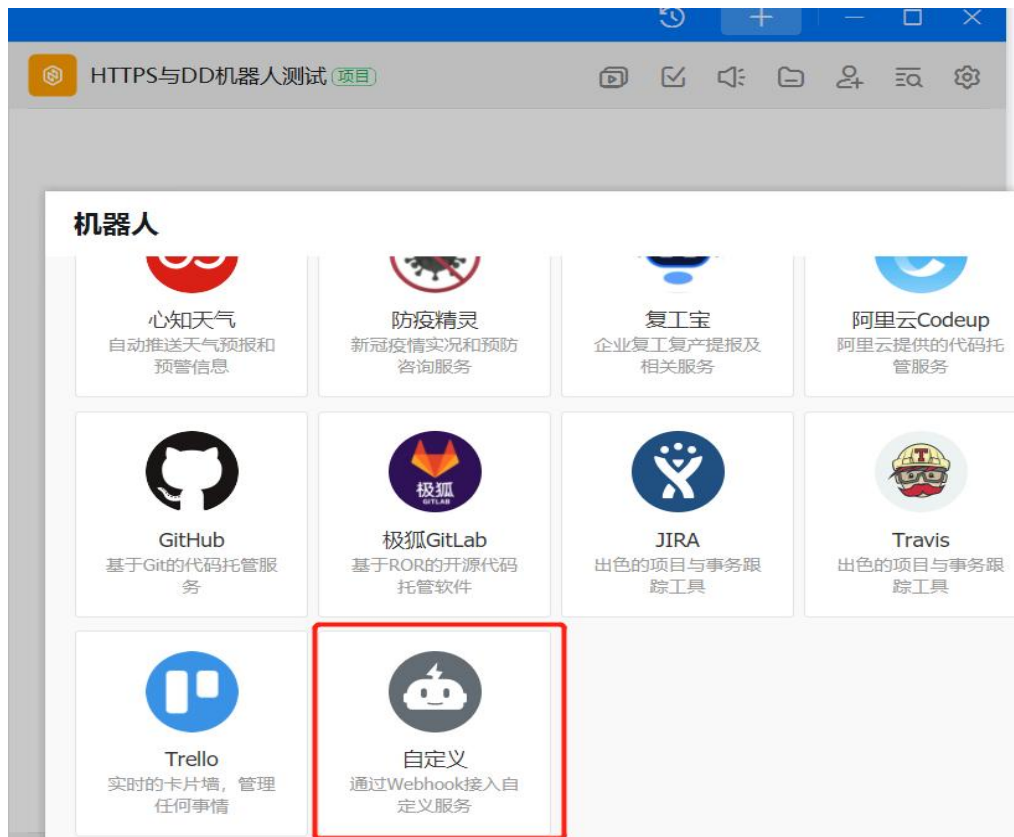 HTTPS与DD机器人测试 项目
机器人
心知天气
自动推送天气预报和
预警信息
防疫精灵
新冠疫情实况和预防
咨询服务
复工宝
企业复工复产提报及
相关服务
阿里云Codeup
阿里云提供的代码托
管服务
GitHub
基于Git的代码托管服
务
极狐
GITLAB
极狐GitLab
基于ROR的开源代码
托管软件
JIRA
出色的项目与事务跟
踪工具
T
Travis
出色的项目与事务跟
踪工具
Trello
实时的卡片墙，管理
任何事情
自定义
通过Webhook接入自
定义服务